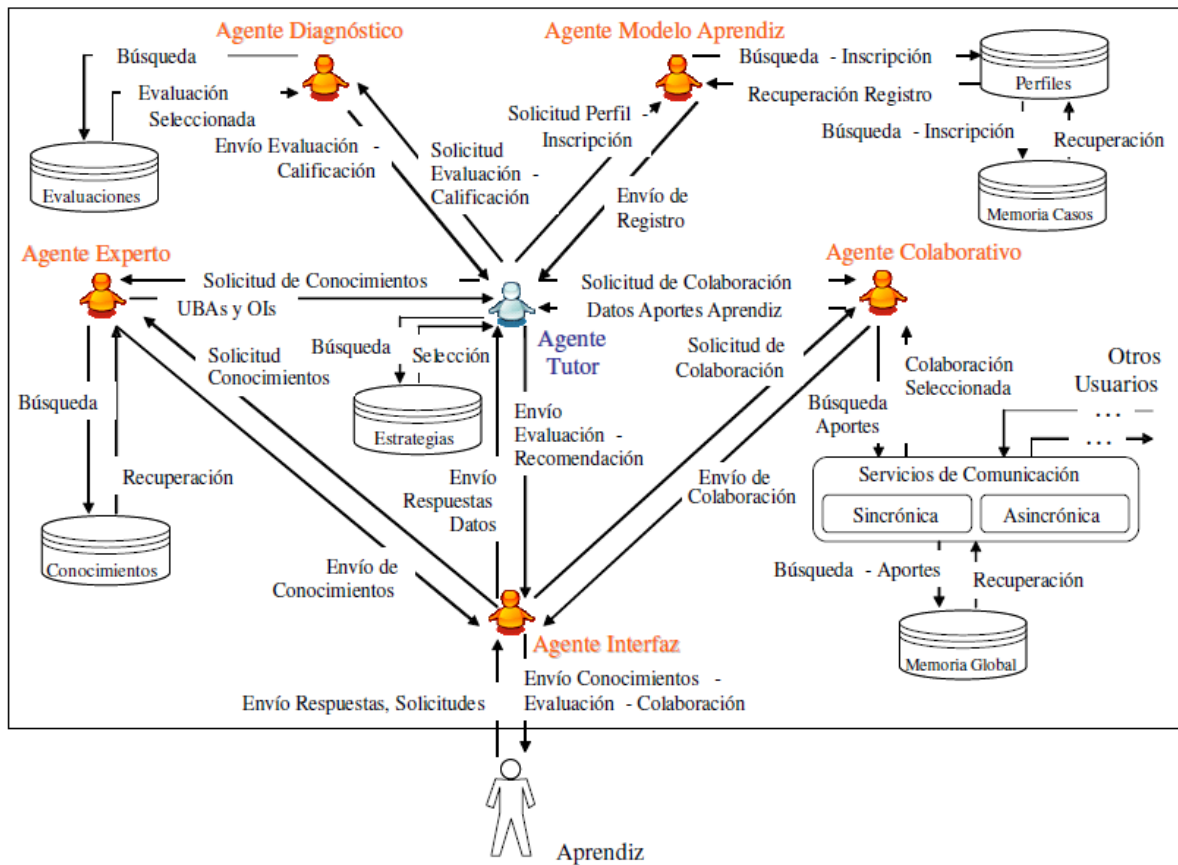 Agente Diagnóstico
Agente Modelo Aprendiz
Búsqueda
Evaluación
Seleccionada
Búsqueda - Inscripción
Recuperación Registro
Perfiles
Solicitud Perfil -
Inscripción
Búsqueda - Inscripción
Recuperación
Envío Evaluación -
Calificación
Solicitud
Evaluación -
Calificación
Evaluaciones
Envío de
Registro
Memoria Casos
Agente Experto
Agente Colaborativo
Solicitud de Conocimientos
UBAs y OIs
Solicitud de Colaboración
Datos Aportes Aprendiz
Agente
Tutor
Búsqueda
Selección
Solicitud
Conocimientos
Solicitud de
Colaboración
Colaboración
Seleccionada
Otros
Usuarios
...
...
Búsqueda
Estrategias
Envío
Evaluación -
Recomendación
Búsqueda
Aportes
Recuperación
Envío
Respuestas
Datos
Envío de
Colaboración
Servicios de Comunicación
Sincrónica
Asincrónica
Conocimientos
Envío de
Conocimientos
Búsqueda - Aportes
Recuperación
Agente Interfaz
Memoria Global
Envío Respuestas, Solicitudes
Envío Conocimientos -
Evaluación - Colaboración
Aprendiz